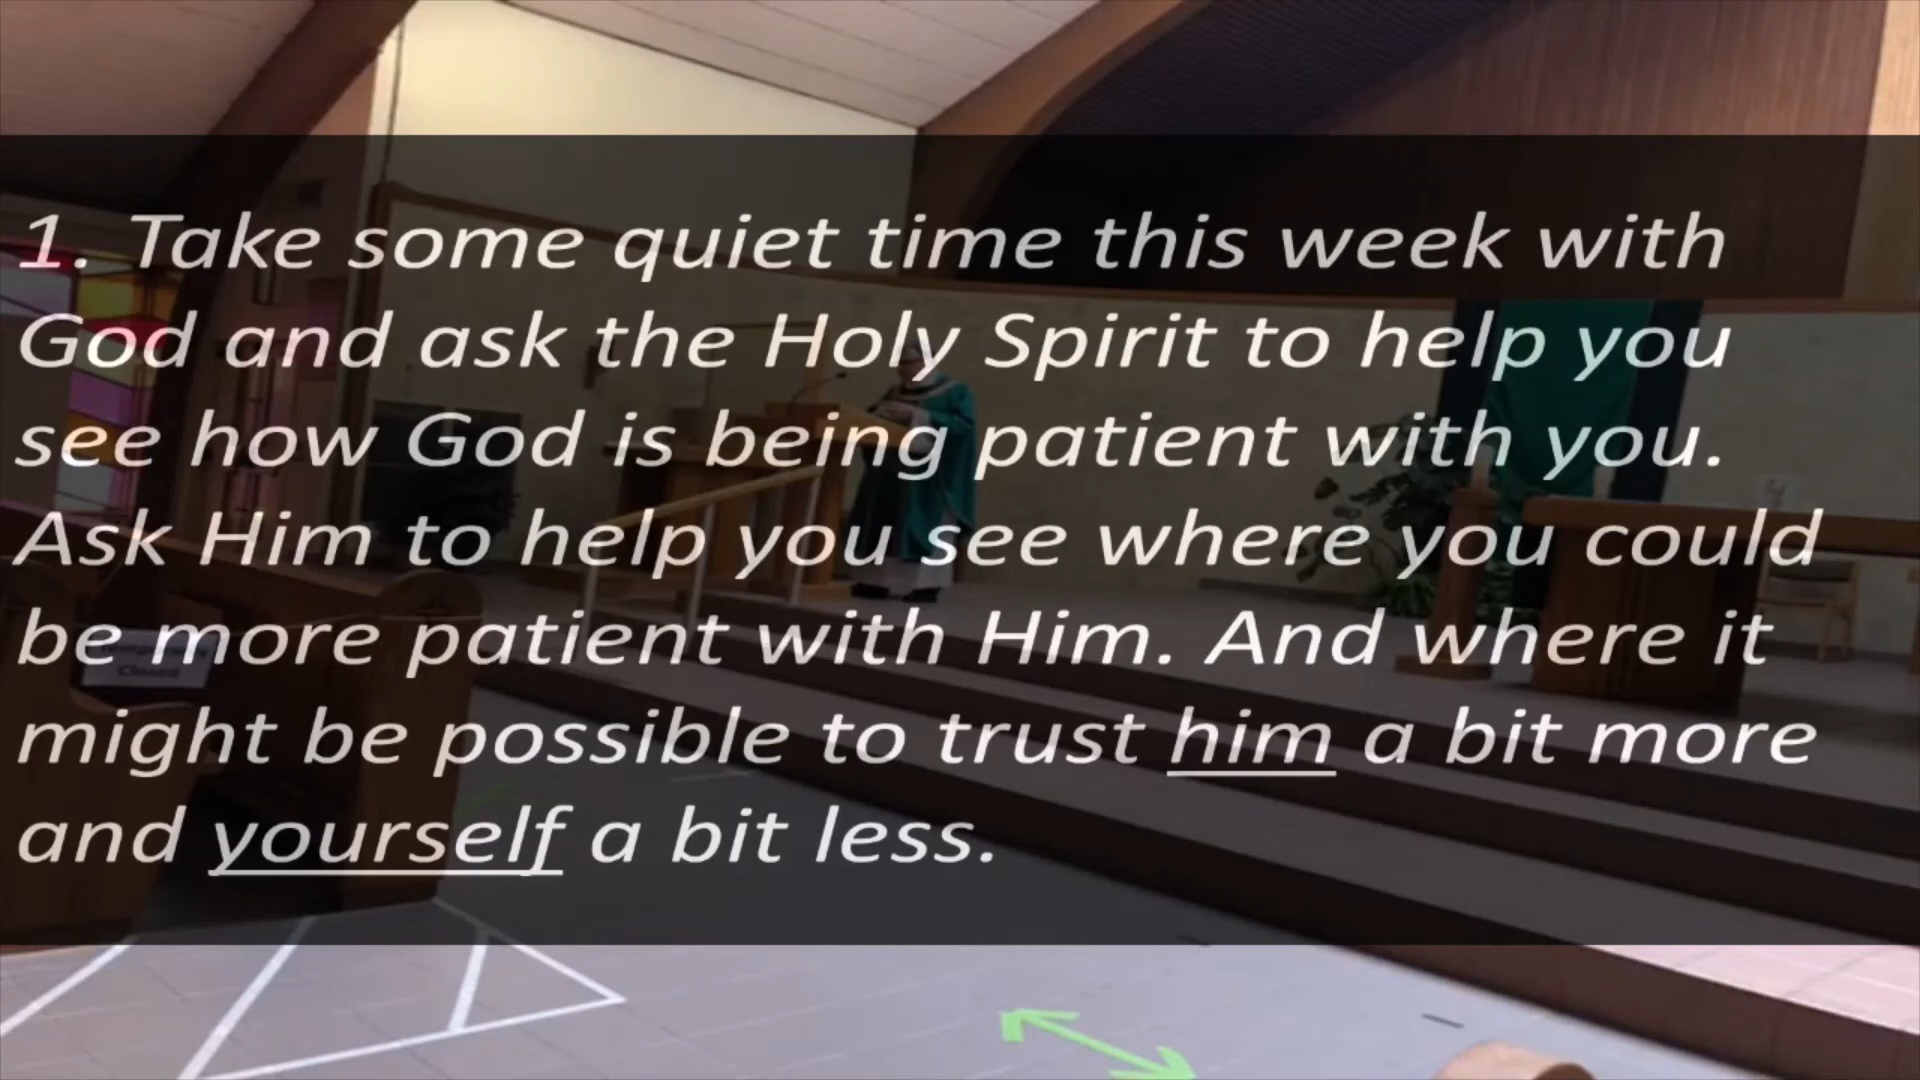 1. Take some quiet time this week with
God and ask the Holy Spirit to help you
see how God is being patient with you.
Ask Him to help you see where you could
be more patient with Him. And where it
might be possible to trust him a bit more
and yourself a bit less.
Closed